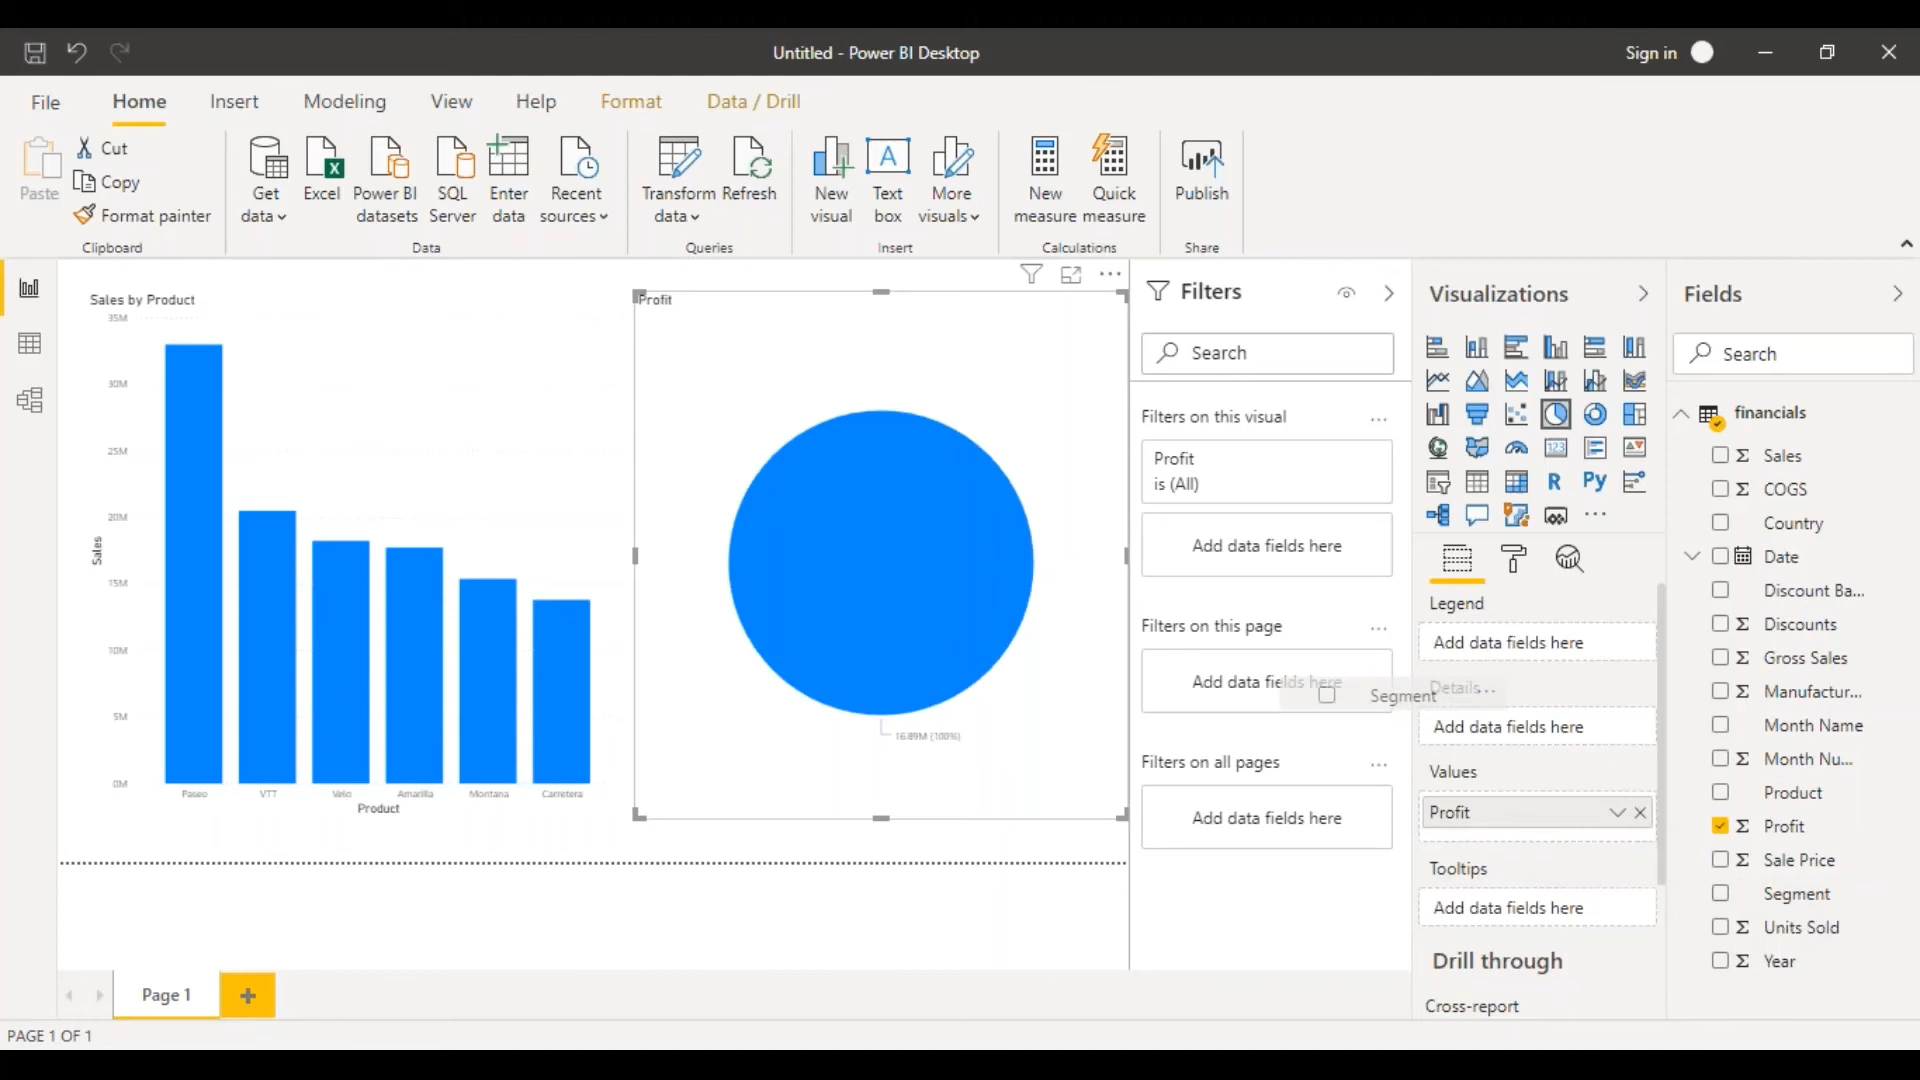 Untitled - Power BI Desktop
Sign in
File
Home
Insert
Modeling
View
Help
Format
Data / Drill
Paste
Cut
Copy
Format painter
Clipboard
Get
data
Excel
Power BI
datasets
SQL
Server
Enter
data
Recent
sources
Data
Transform
data
Refresh
Queries
New
visual
A
Text
box
More
visuals
Insert
New
measure
Quick
measure
Calculations
Publish
Share
Sales by Product
35M
30M
25M
20M
15M
10M
5M
0M
Sales
Paseo
VTT
Velo
Amarilla
Montana
Carretera
Product
Profit
16.89M (100%)
Filters
Search
Filters on this visual
...
Profit
is (All)
Add data fields here
Filters on this page
...
Add data fields here
Segment
Filters on all pages
...
Add data fields here
Visualizations
123
R
Py
...
Legend
Add data fields here
Details
Add data fields here
Values
Profit
Tooltips
Add data fields here
Drill through
Cross-report
Fields
Search
financials
Σ Sales
Σ COGS
Country
Date
Discount Ba...
Σ Discounts
Σ Gross Sales
Σ Manufactur...
Month Name
Σ Month Nu...
Product
Σ Profit
Σ Sale Price
Segment
Σ Units Sold
Σ Year
Page 1
PAGE 1 OF 1